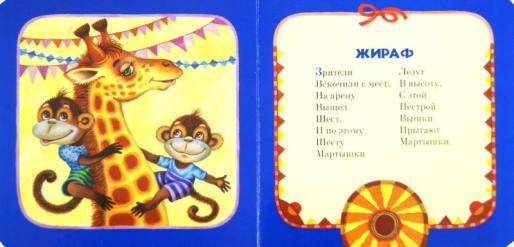 ЖИРАФ
Зрители
Вскочили с мест.
На арену
Вышел
Шест.
И по этому
Шесту
Мартышки
Лезут
В высоту.
С этой
Пёстрой
Вышки
Прыгают
Мартышки.